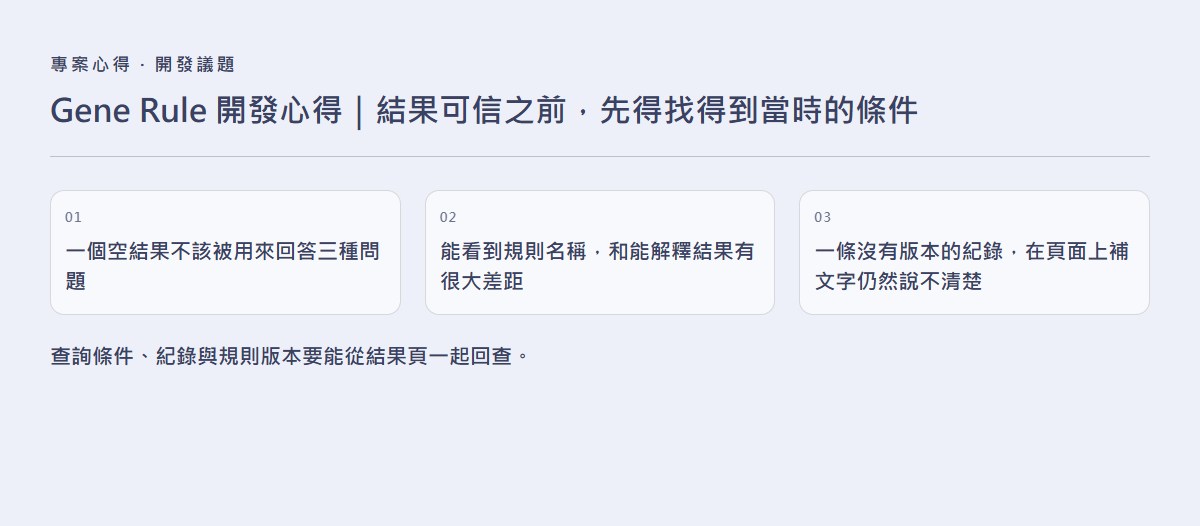 專案心得 · 開發議題
Gene Rule 開發心得｜結果可信之前，先得找得到當時的條件
01
一個空結果不該被用來回答三種問
題
02
能看到規則名稱，和能解釋結果有
很大差距
03
一條沒有版本的紀錄，在頁面上補
文字仍然說不清楚
查詢條件、紀錄與規則版本要能從結果頁一起回查。